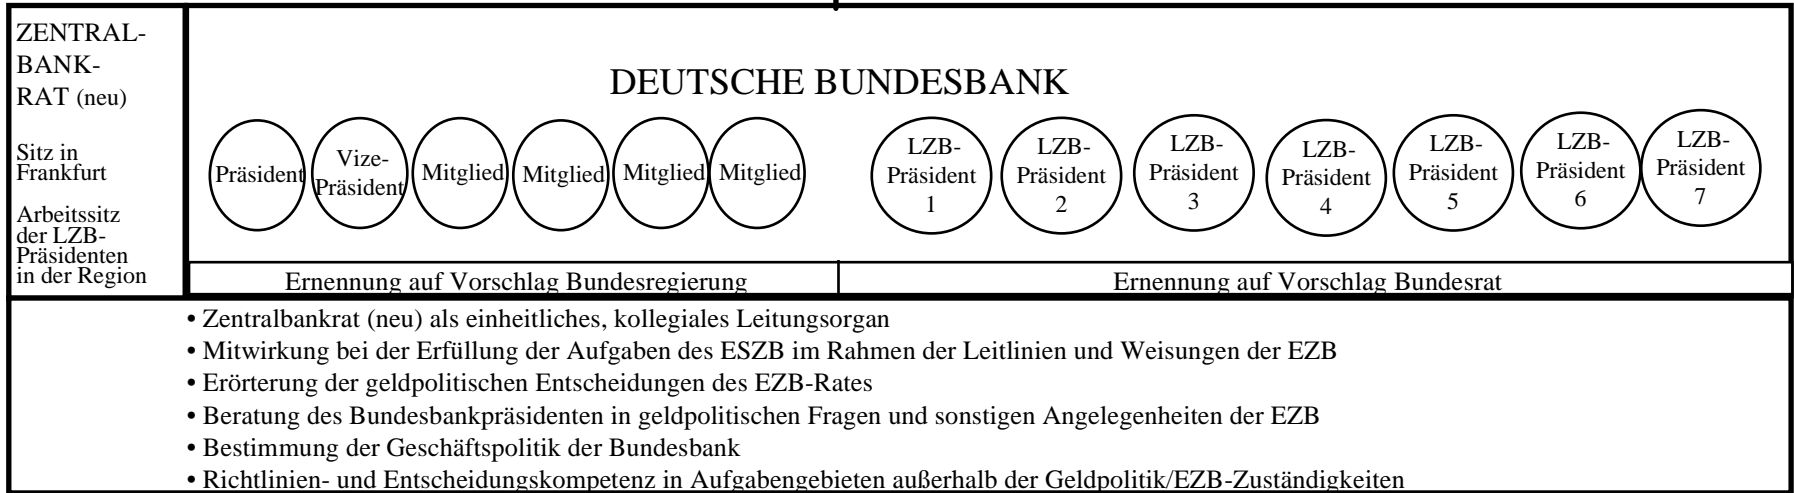 ZENTRAL-
BANK-
RAT (neu)
Sitz in
Frankfurt
Arbeitssitz
der LZB-
Präsidenten
in der Region
DEUTSCHE BUNDESBANK
Präsident
Vize-
Präsident
Mitglied
Mitglied
Mitglied
Mitglied
LZB-
Präsident
1
LZB-
Präsident
2
LZB-
Präsident
3
LZB-
Präsident
4
LZB-
Präsident
5
LZB-
Präsident
6
LZB-
Präsident
7
Ernennung auf Vorschlag Bundesregierung
Ernennung auf Vorschlag Bundesrat
• Zentralbankrat (neu) als einheitliches, kollegiales Leitungsorgan
• Mitwirkung bei der Erfüllung der Aufgaben des ESZB im Rahmen der Leitlinien und Weisungen der EZB
• Erörterung der geldpolitischen Entscheidungen des EZB-Rates
• Beratung des Bundesbankpräsidenten in geldpolitischen Fragen und sonstigen Angelegenheiten der EZB
• Bestimmung der Geschäftspolitik der Bundesbank
• Richtlinien- und Entscheidungskompetenz in Aufgabengebieten außerhalb der Geldpolitik/EZB-Zuständigkeiten